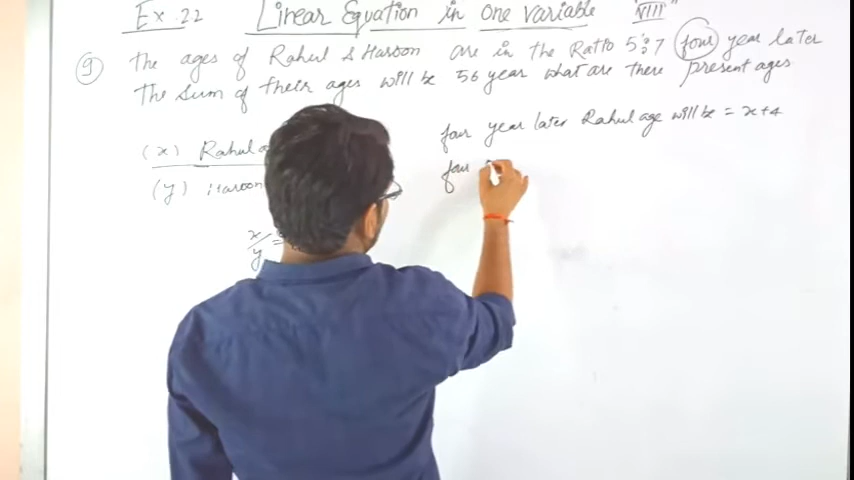 Ex. 22 Linear Equation in one variable VIII"
9 The ages of Rahul & Haroon are in the Ratio 5:7 four year later
The Sum of their ages will be 56 year what are there present ages.
(x) Rahul
(y) Haroon
x/y =
four year later Rahul age will be = x+4
four